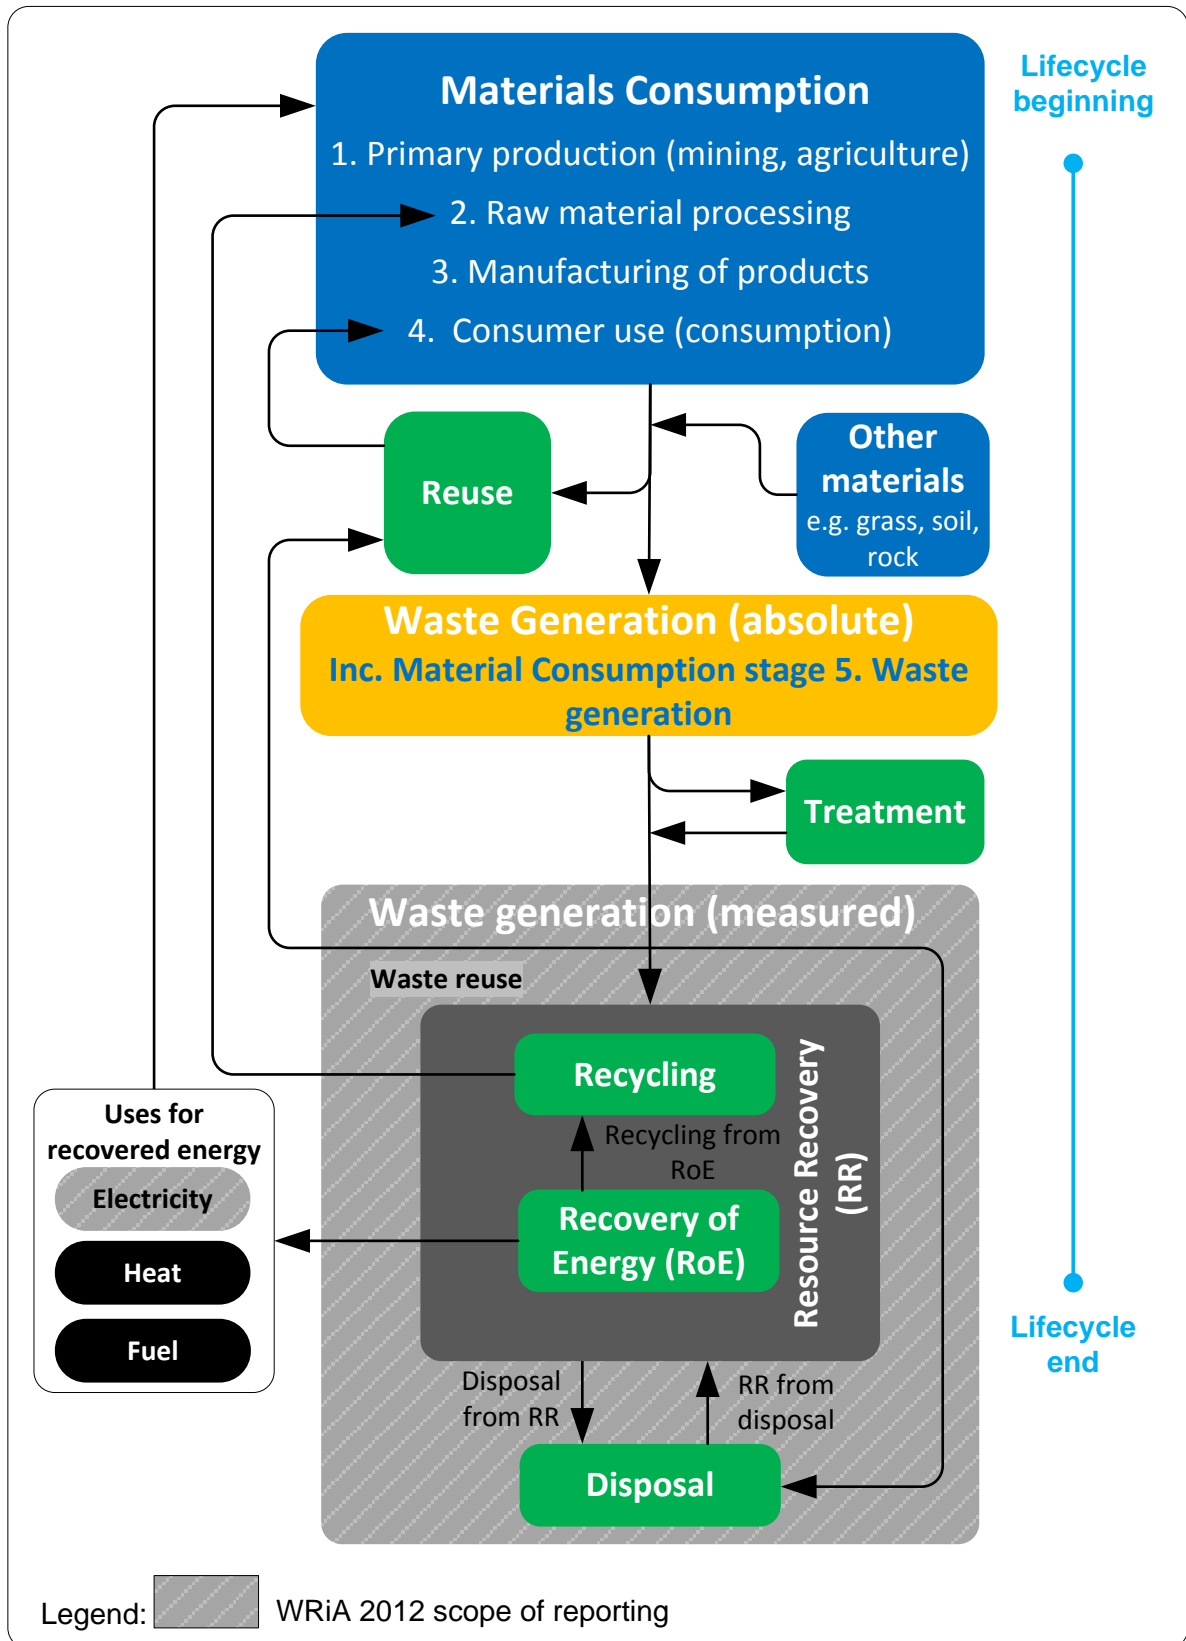 Materials Consumption
1. Primary production (mining, agriculture)
2. Raw material processing
3. Manufacturing of products
4.  Consumer use (consumption)
Lifecycle
beginning
Reuse
Other
materials
e.g. grass, soil,
rock
Waste Generation (absolute)
Inc. Material Consumption stage 5. Waste
generation
Treatment
Waste generation (measured)
Waste reuse
Recycling
Recycling from
RoE
Recovery of
Energy (RoE)
Resource Recovery
(RR)
Uses for
recovered energy
Electricity
Heat
Fuel
Lifecycle
end
Disposal
from RR
RR from
disposal
Disposal
Legend:
WRiA 2012 scope of reporting